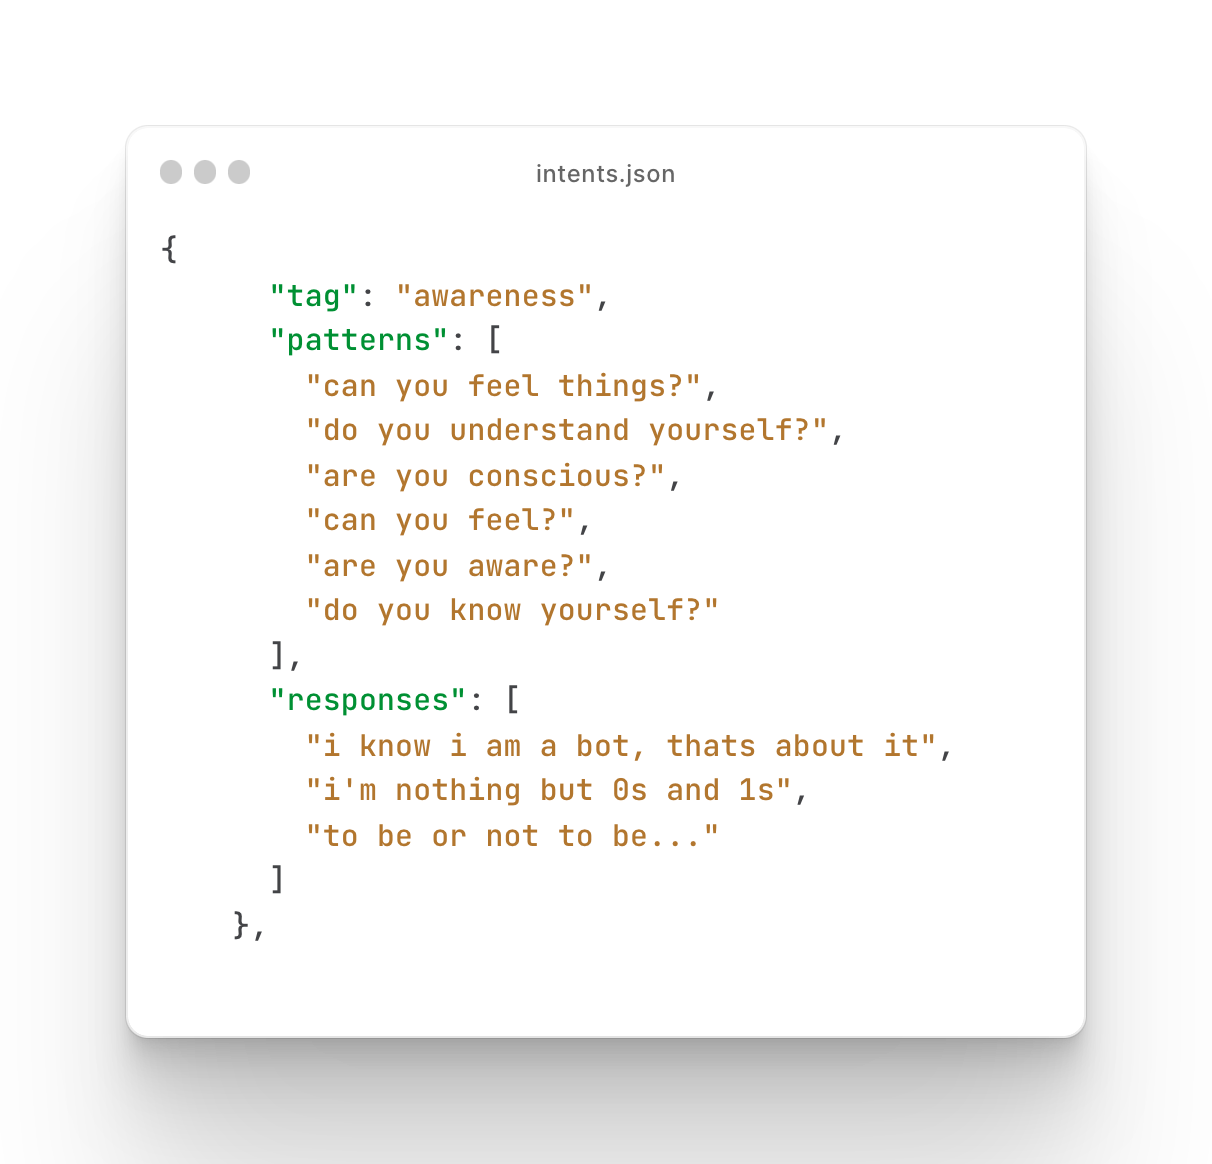 intents.json
{
"tag": "awareness",
"patterns": [
"can you feel things?",
"do you understand yourself?",
"are you conscious?",
"can you feel?",
"are you aware?",
"do you know yourself?"
],
"responses": [
"i know i am a bot, thats about it",
"i'm nothing but 0s and 1s",
"to be or not to be..."
]
},